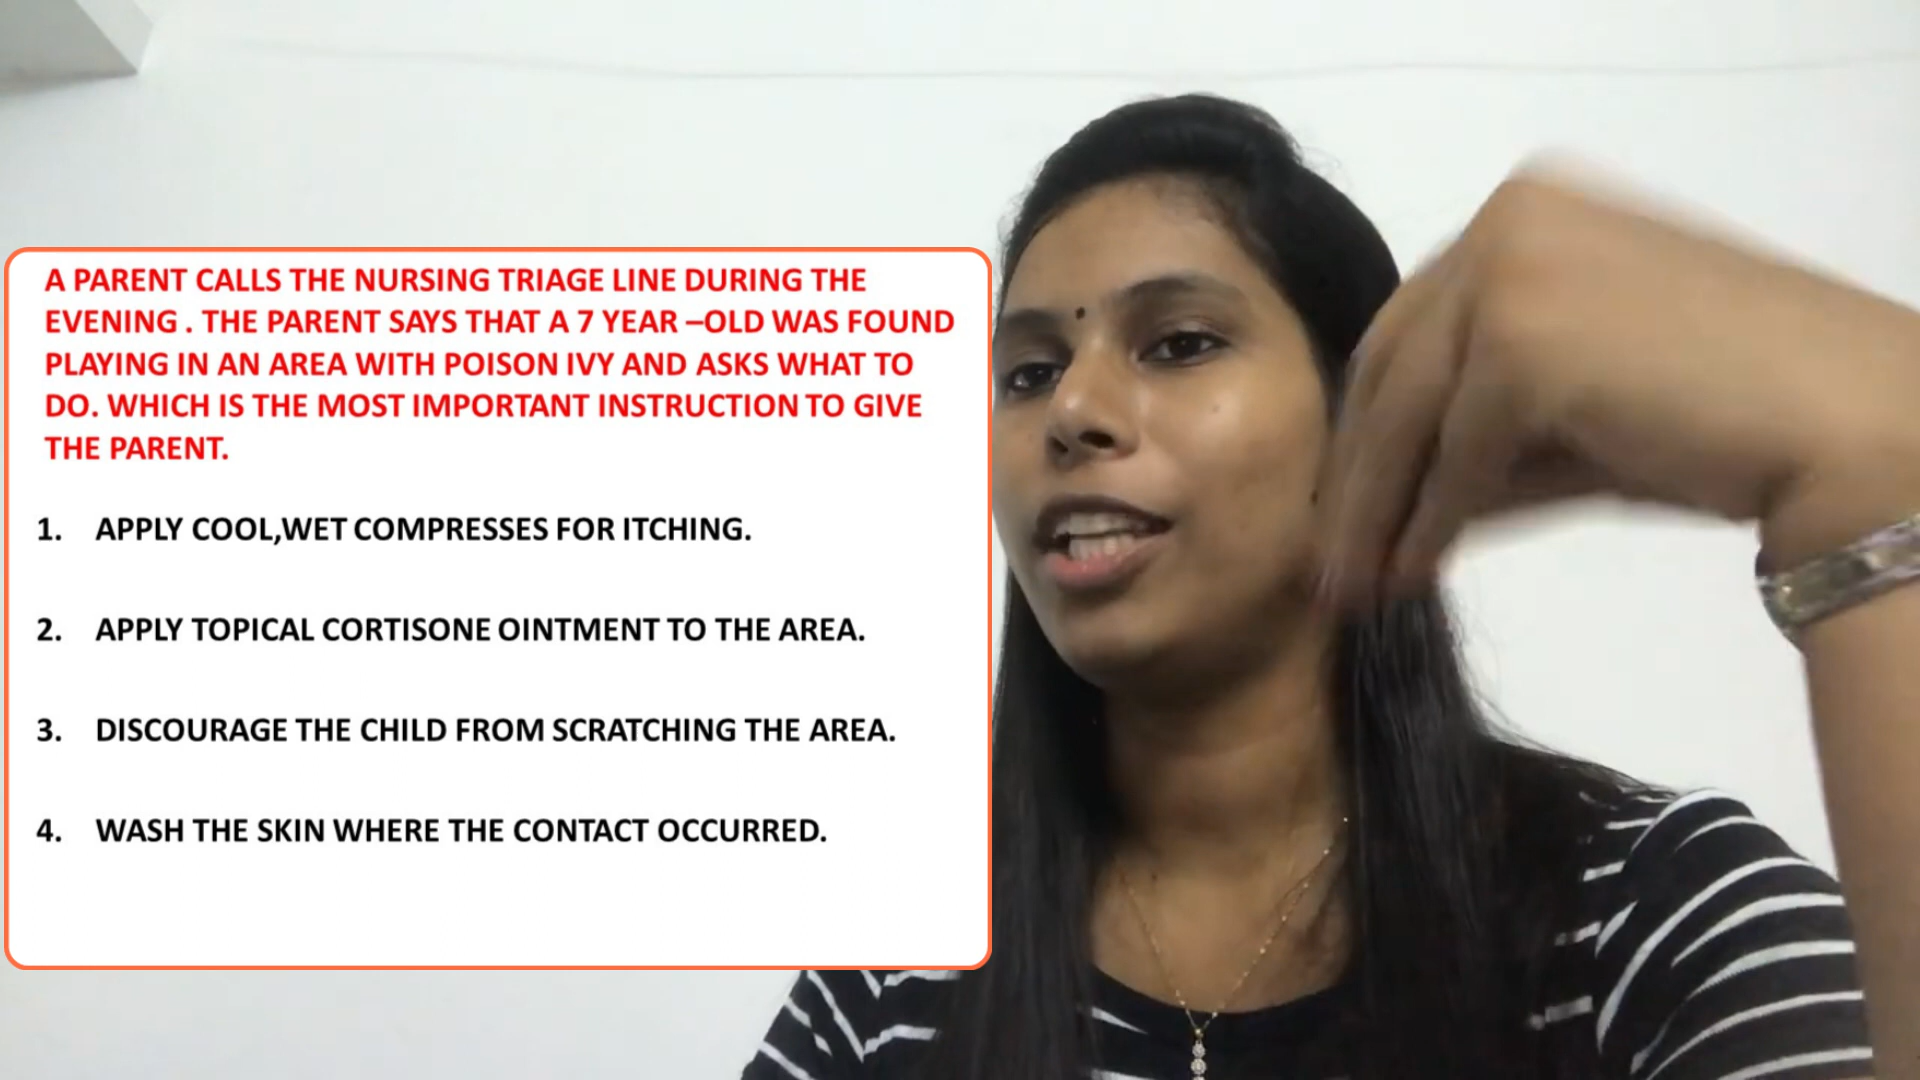 A PARENT CALLS THE NURSING TRIAGE LINE DURING THE
EVENING . THE PARENT SAYS THAT A 7 YEAR –OLD WAS FOUND
PLAYING IN AN AREA WITH POISON IVY AND ASKS WHAT TO
DO. WHICH IS THE MOST IMPORTANT INSTRUCTION TO GIVE
THE PARENT.
1. APPLY COOL,WET COMPRESSES FOR ITCHING.
2. APPLY TOPICAL CORTISONE OINTMENT TO THE AREA.
3. DISCOURAGE THE CHILD FROM SCRATCHING THE AREA.
4. WASH THE SKIN WHERE THE CONTACT OCCURRED.